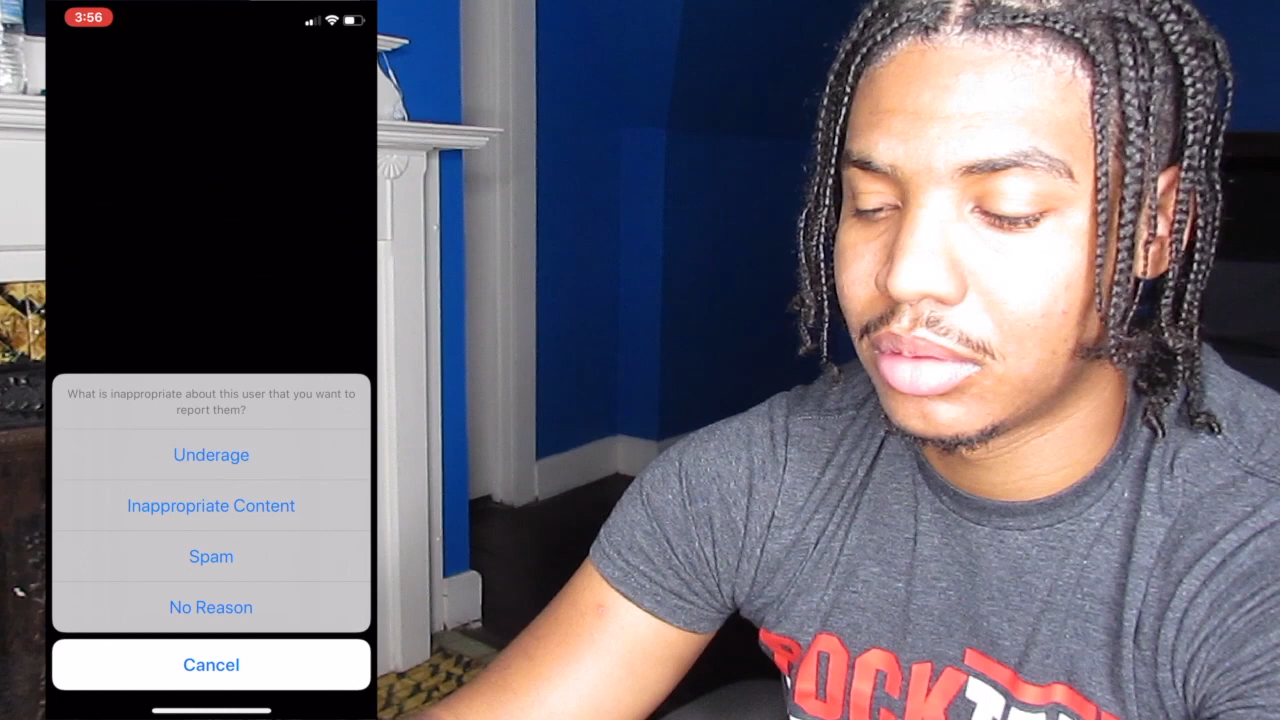 3:56
What is inappropriate about this user that you want to
report them?
Underage
Inappropriate Content
Spam
No Reason
Cancel